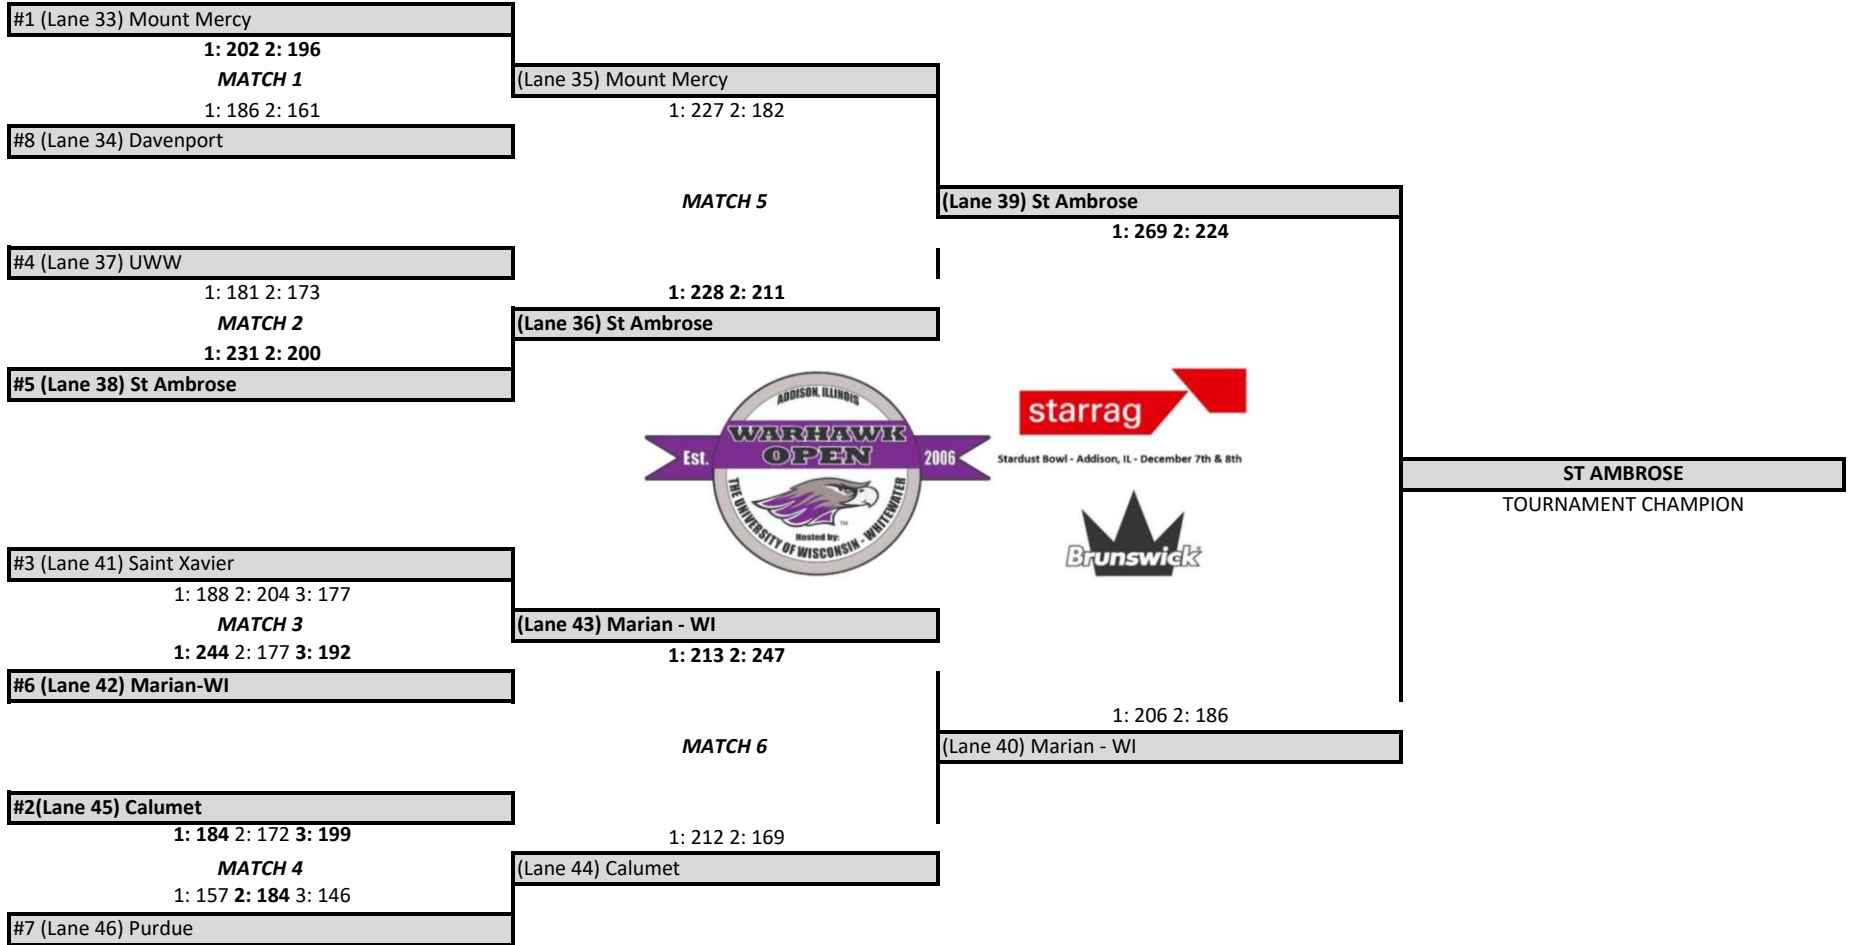 #1 (Lane 33) Mount Mercy
1: 202 2: 196
MATCH 1
1: 186 2: 161
#8 (Lane 34) Davenport
#4 (Lane 37) UWW
1: 181 2: 173
MATCH 2
1: 231 2: 200
#5 (Lane 38) St Ambrose
#3 (Lane 41) Saint Xavier
1: 188 2: 204 3: 177
MATCH 3
1: 244 2: 177 3: 192
#6 (Lane 42) Marian-WI
#2(Lane 45) Calumet
1: 184 2: 172 3: 199
MATCH 4
1: 157 2: 184 3: 146
#7 (Lane 46) Purdue
(Lane 35) Mount Mercy
1: 227 2: 182
MATCH 5
1: 228 2: 211
(Lane 36) St Ambrose
(Lane 43) Marian - WI
1: 213 2: 247
MATCH 6
1: 212 2: 169
(Lane 44) Calumet
(Lane 39) St Ambrose
1: 269 2: 224
1: 206 2: 186
(Lane 40) Marian - WI
ST AMBROSE
TOURNAMENT CHAMPION
ADDISON, ILLINOIS
WARHAWK
OPEN
Est. 2006
TM
Hosted by:
THE UNIVERSITY OF WISCONSIN - WHITEWATER
starrag
Stardust Bowl - Addison, IL - December 7th & 8th
Brunswick